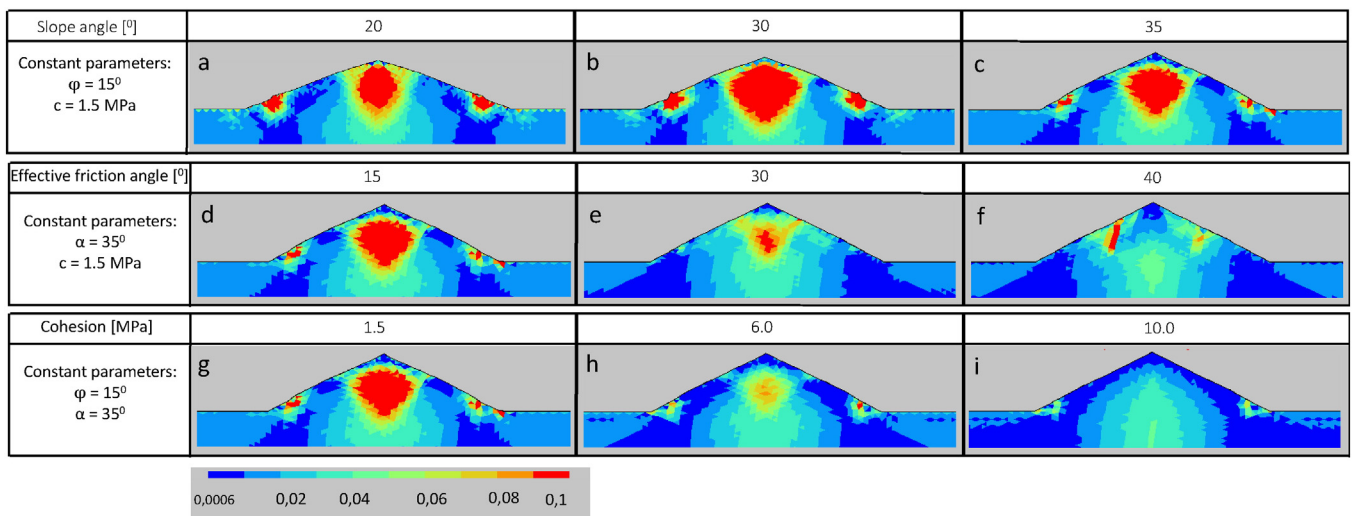 Slope angle [⁰] 20 30 35
Constant parameters:
φ = 15⁰
c = 1.5 MPa
a b c
Effective friction angle [⁰] 15 30 40
Constant parameters:
α = 35⁰
c = 1.5 MPa
d e f
Cohesion [MPa] 1.5 6.0 10.0
Constant parameters:
φ = 15⁰
α = 35⁰
g h i
0,0006 0,02 0,04 0,06 0,08 0,1